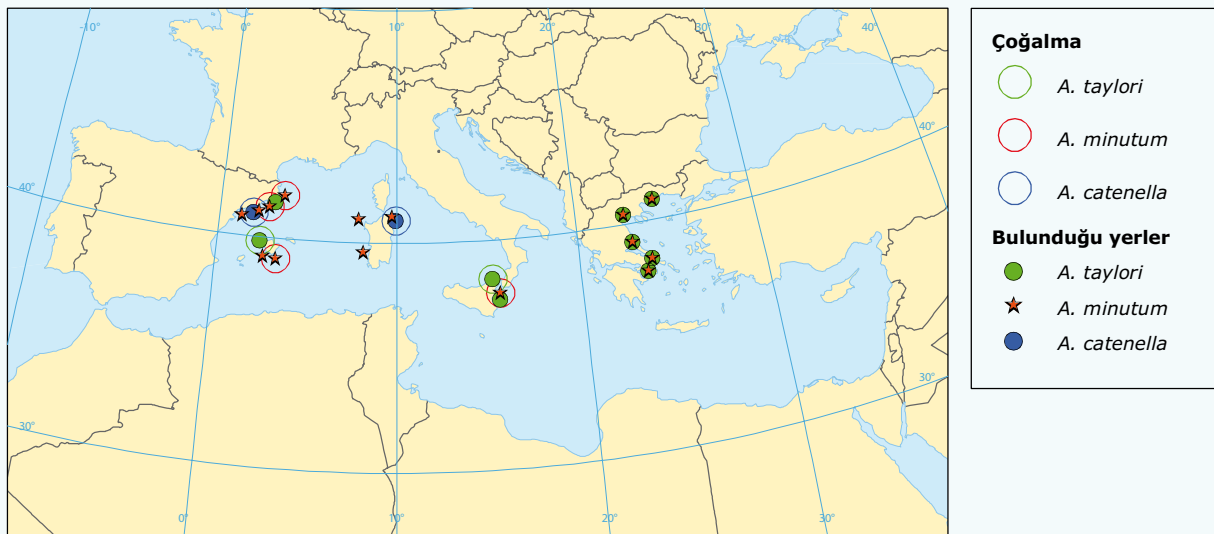 -10°
0°
10°
20°
30°
40°
40°
40°
30°
30°
0°
10°
20°
30°
Çoğalma
A. taylori
A. minutum
A. catenella
Bulunduğu yerler
A. taylori
A. minutum
A. catenella